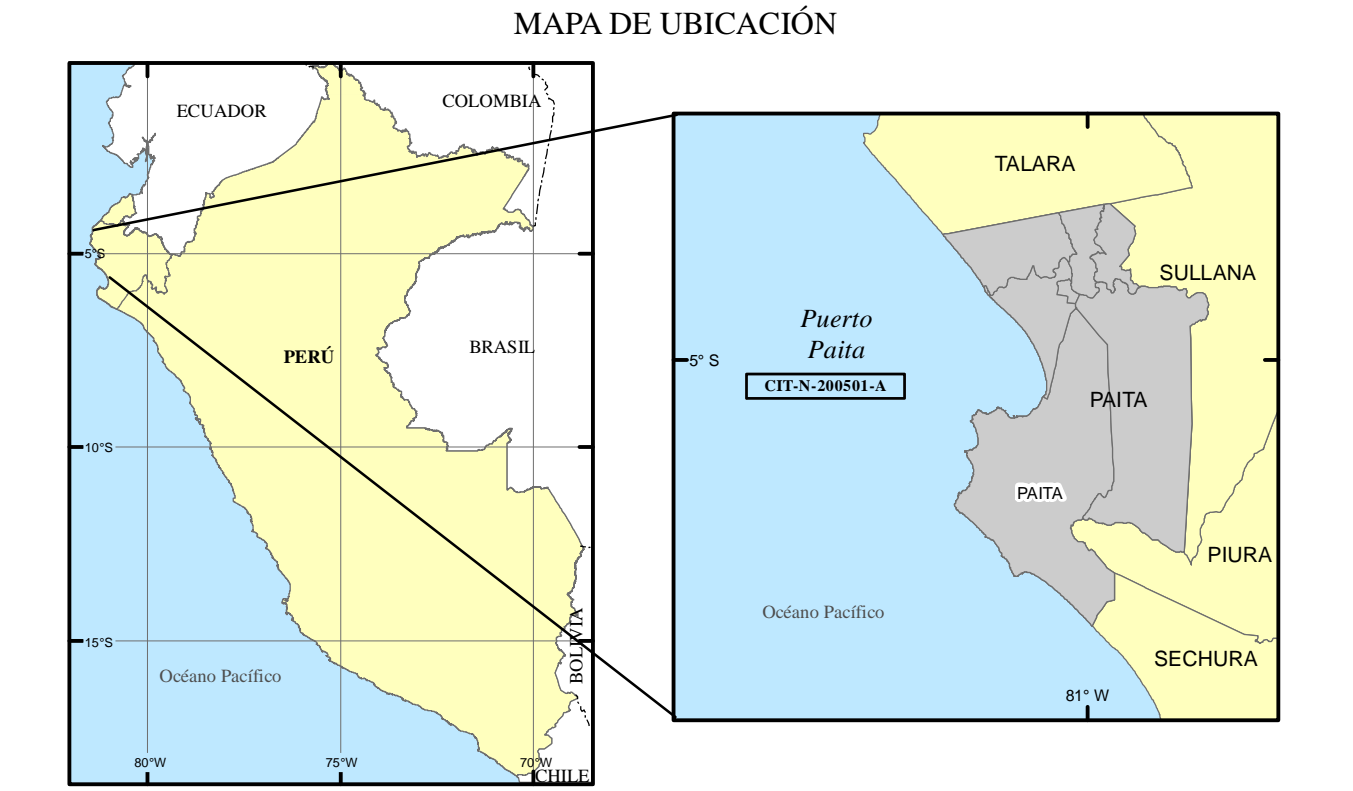 MAPA DE UBICACIÓN
ECUADOR
COLOMBIA
5°S
PERÚ
BRASIL
10°S
BOLIVIA
15°S
Océano Pacífico
80°W
75°W
70°W
CHILE
TALARA
SULLANA
Puerto
Paita
5° S
CIT-N-200501-A
PAITA
PAITA
PIURA
Océano Pacífico
SECHURA
81° W